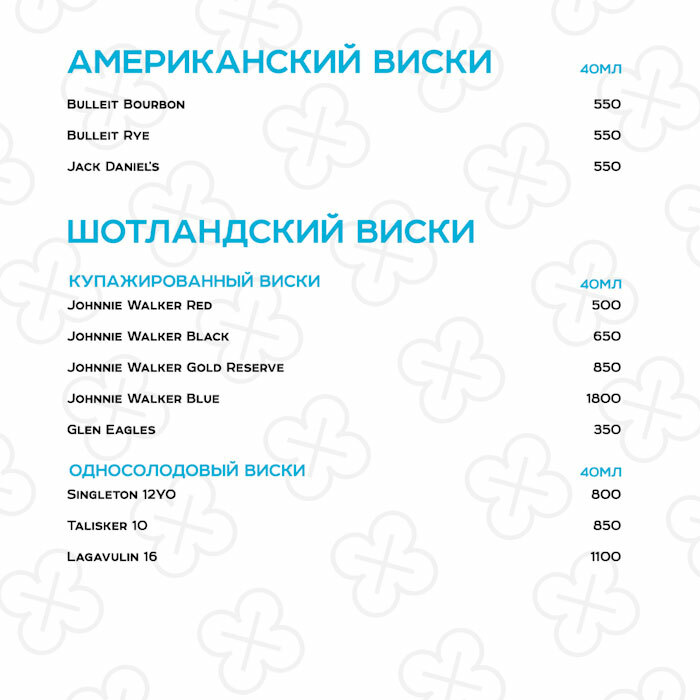 АМЕРИКАНСКИЙ ВИСКИ 40МЛ
BULLEIT BOURBON 550
BULLEIT RYE 550
JACK DANIEL'S 550
ШОТЛАНДСКИЙ ВИСКИ
КУПАЖИРОВАННЫЙ ВИСКИ 40МЛ
JOHNNIE WALKER RED 500
JOHNNIE WALKER BLACK 650
JOHNNIE WALKER GOLD RESERVE 850
JOHNNIE WALKER BLUE 1800
GLEN EAGLES 350
ОДНОСОЛОДОВЫЙ ВИСКИ 40МЛ
SINGLETON 12YO 800
TALISKER 10 850
LAGAVULIN 16 1100